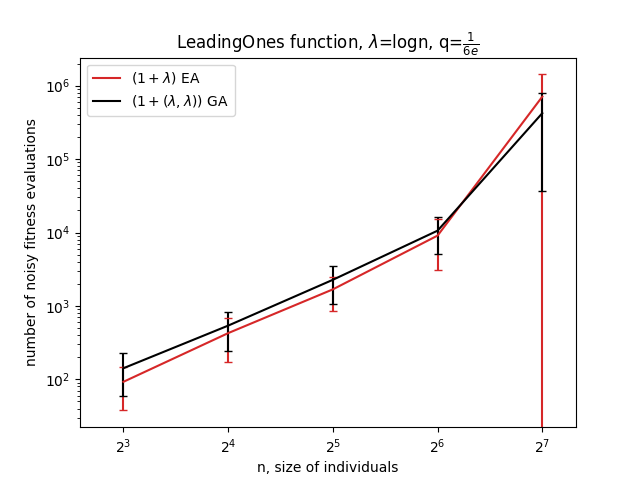 LeadingOnes function, λ=logn, q=$\frac{1}{6e}$
(1 + λ) EA
(1 + (λ, λ)) GA
number of noisy fitness evaluations
10⁶
10⁵
10⁴
10³
10²
2³ 2⁴ 2⁵ 2⁶ 2⁷
n, size of individuals